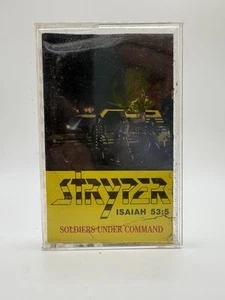 STRYPER
ISAIAH 53:5
SOLDIERS UNDER COMMAND